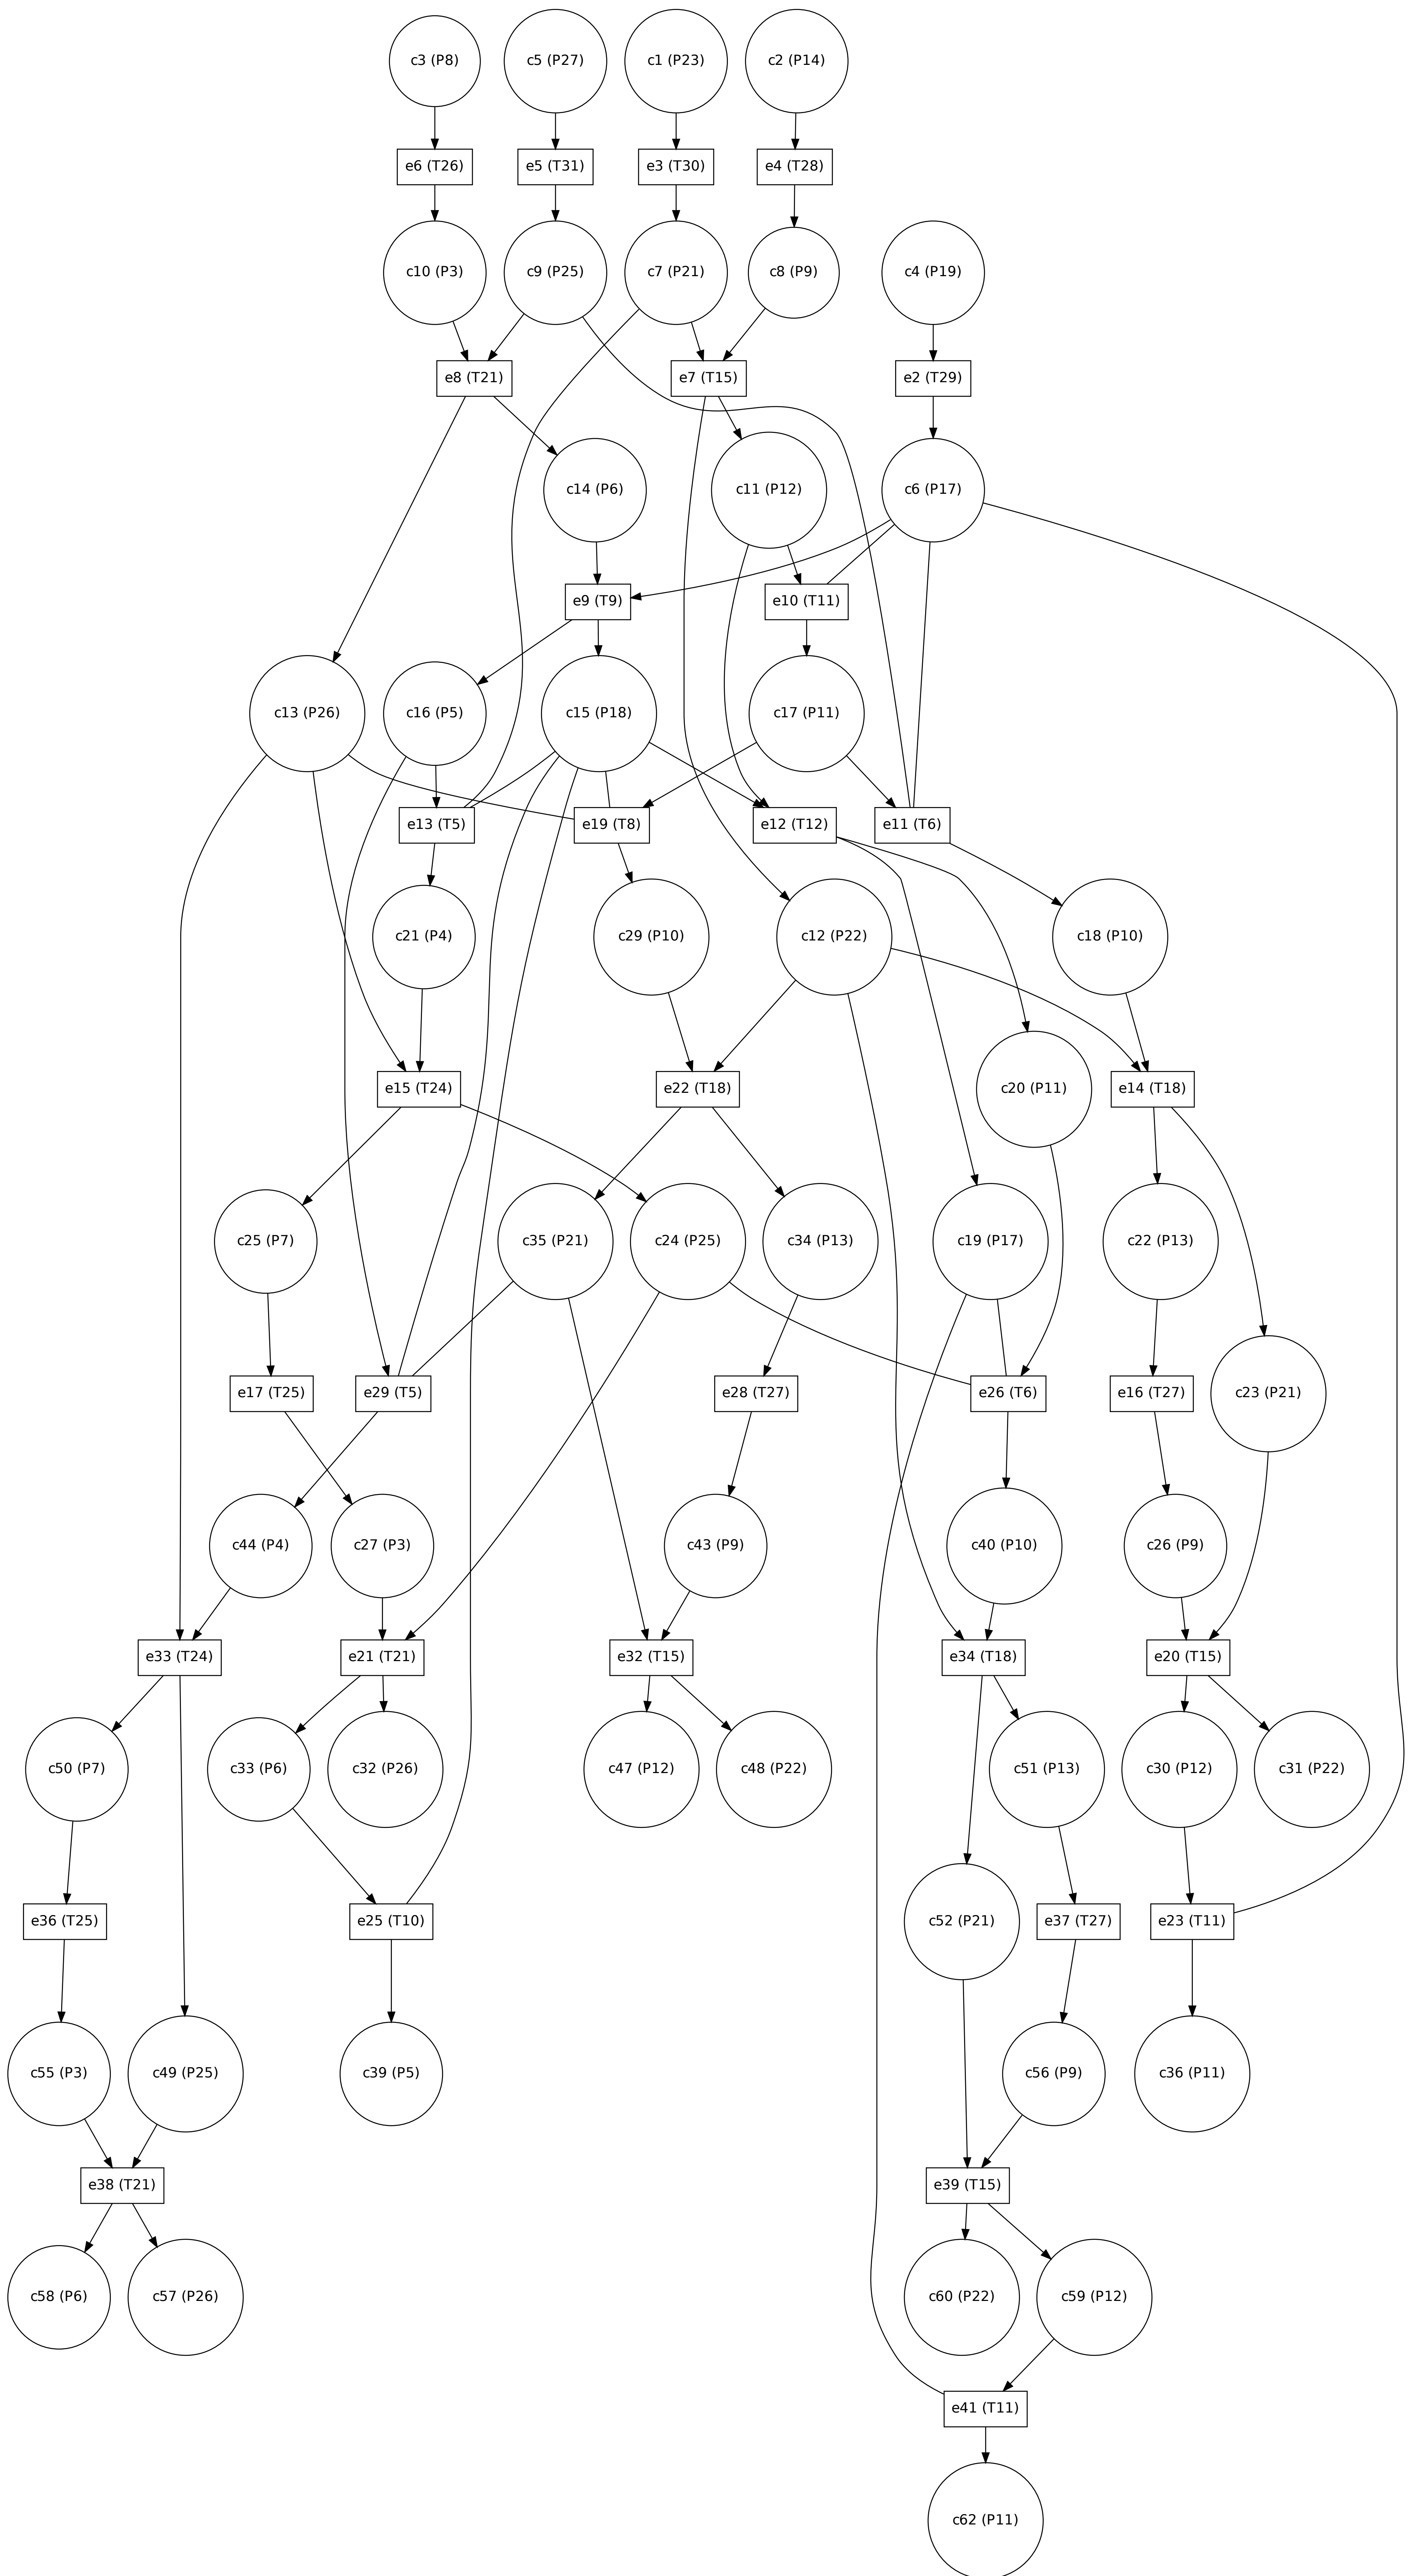 c3 (P8)
c5 (P27)
c1 (P23)
c2 (P14)
e6 (T26)
e5 (T31)
e3 (T30)
e4 (T28)
c10 (P3)
c9 (P25)
c7 (P21)
c8 (P9)
c4 (P19)
e8 (T21)
e7 (T15)
e2 (T29)
c14 (P6)
c11 (P12)
c6 (P17)
e9 (T9)
e10 (T11)
c13 (P26)
c16 (P5)
c15 (P18)
c17 (P11)
e13 (T5)
e19 (T8)
e12 (T12)
e11 (T6)
c21 (P4)
c29 (P10)
c12 (P22)
c18 (P10)
e15 (T24)
e22 (T18)
c20 (P11)
e14 (T18)
c25 (P7)
c35 (P21)
c24 (P25)
c34 (P13)
c19 (P17)
c22 (P13)
e17 (T25)
e29 (T5)
e28 (T27)
e26 (T6)
e16 (T27)
c23 (P21)
c44 (P4)
c27 (P3)
c43 (P9)
c40 (P10)
c26 (P9)
e33 (T24)
e21 (T21)
e32 (T15)
e34 (T18)
e20 (T15)
c50 (P7)
c33 (P6)
c32 (P26)
c47 (P12)
c48 (P22)
c51 (P13)
c30 (P12)
c31 (P22)
e36 (T25)
e25 (T10)
c52 (P21)
e37 (T27)
e23 (T11)
c55 (P3)
c49 (P25)
c39 (P5)
c56 (P9)
c36 (P11)
e38 (T21)
e39 (T15)
c58 (P6)
c57 (P26)
c60 (P22)
c59 (P12)
e41 (T11)
c62 (P11)